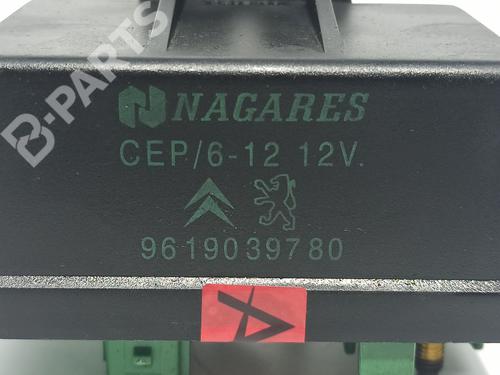 B-PARTS
NAGARES
CEP/6-12 12V.
9619039780